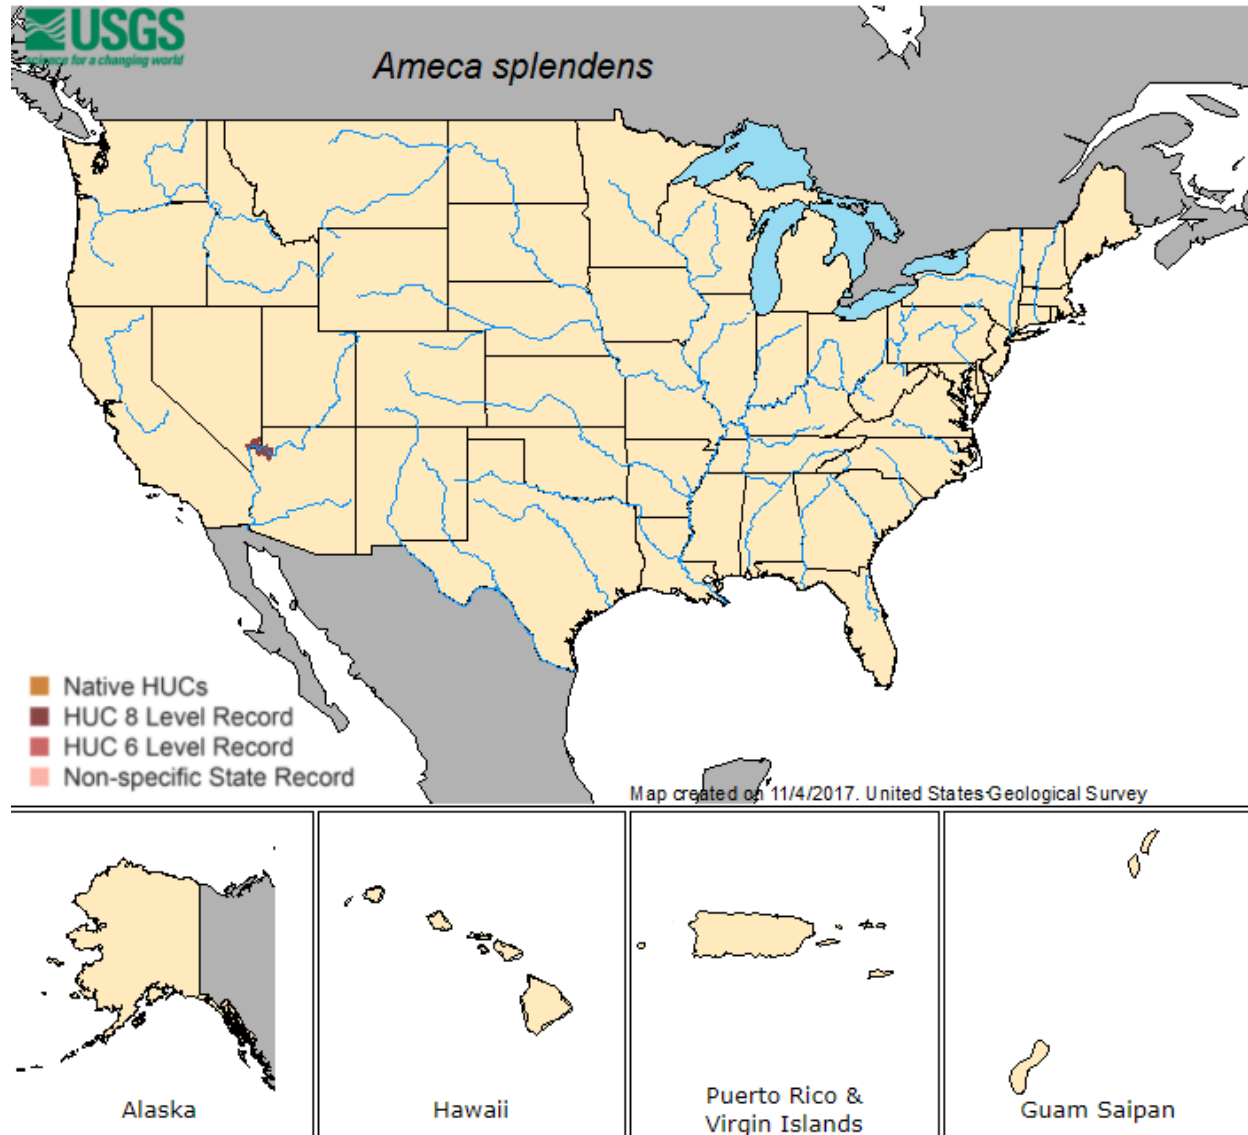 USGS
science for a changing world
Ameca splendens
Native HUCs
HUC 8 Level Record
HUC 6 Level Record
Non-specific State Record
Map created on 11/4/2017. United States Geological Survey
Alaska
Hawaii
Puerto Rico &
Virgin Islands
Guam Saipan